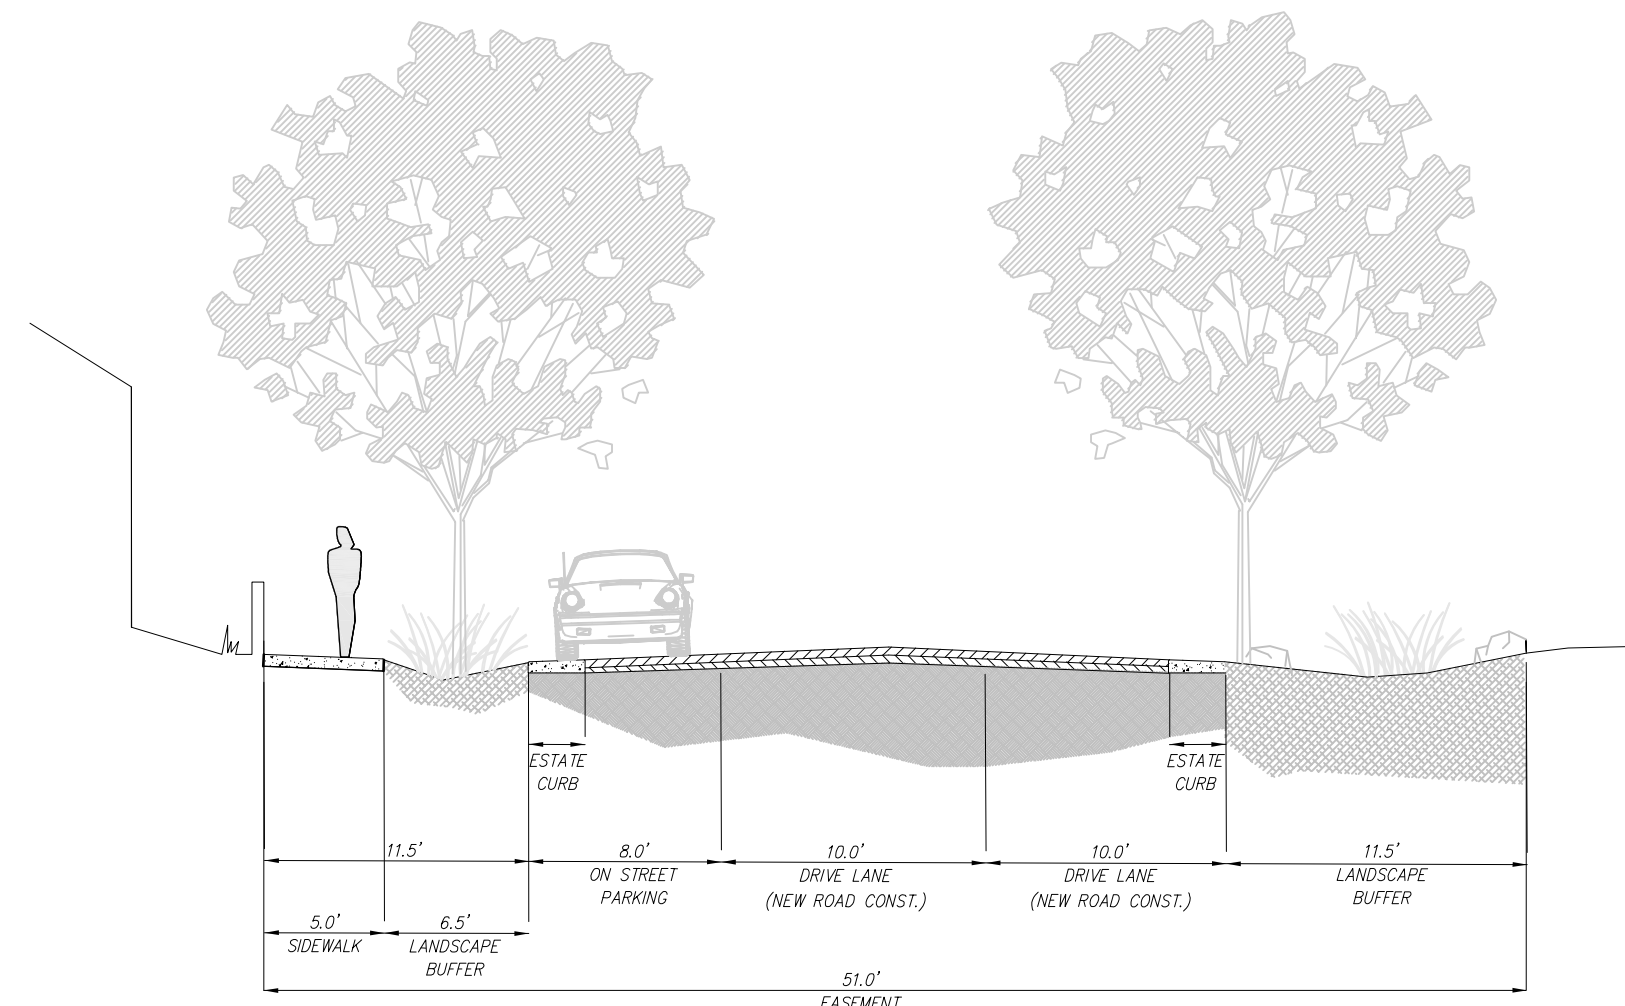 ESTATE
CURB
ESTATE
CURB
11.5'
8.0'
ON STREET
PARKING
10.0'
DRIVE LANE
(NEW ROAD CONST.)
10.0'
DRIVE LANE
(NEW ROAD CONST.)
11.5'
LANDSCAPE
BUFFER
5.0'
SIDEWALK
6.5'
LANDSCAPE
BUFFER
51.0'
EASEMENT